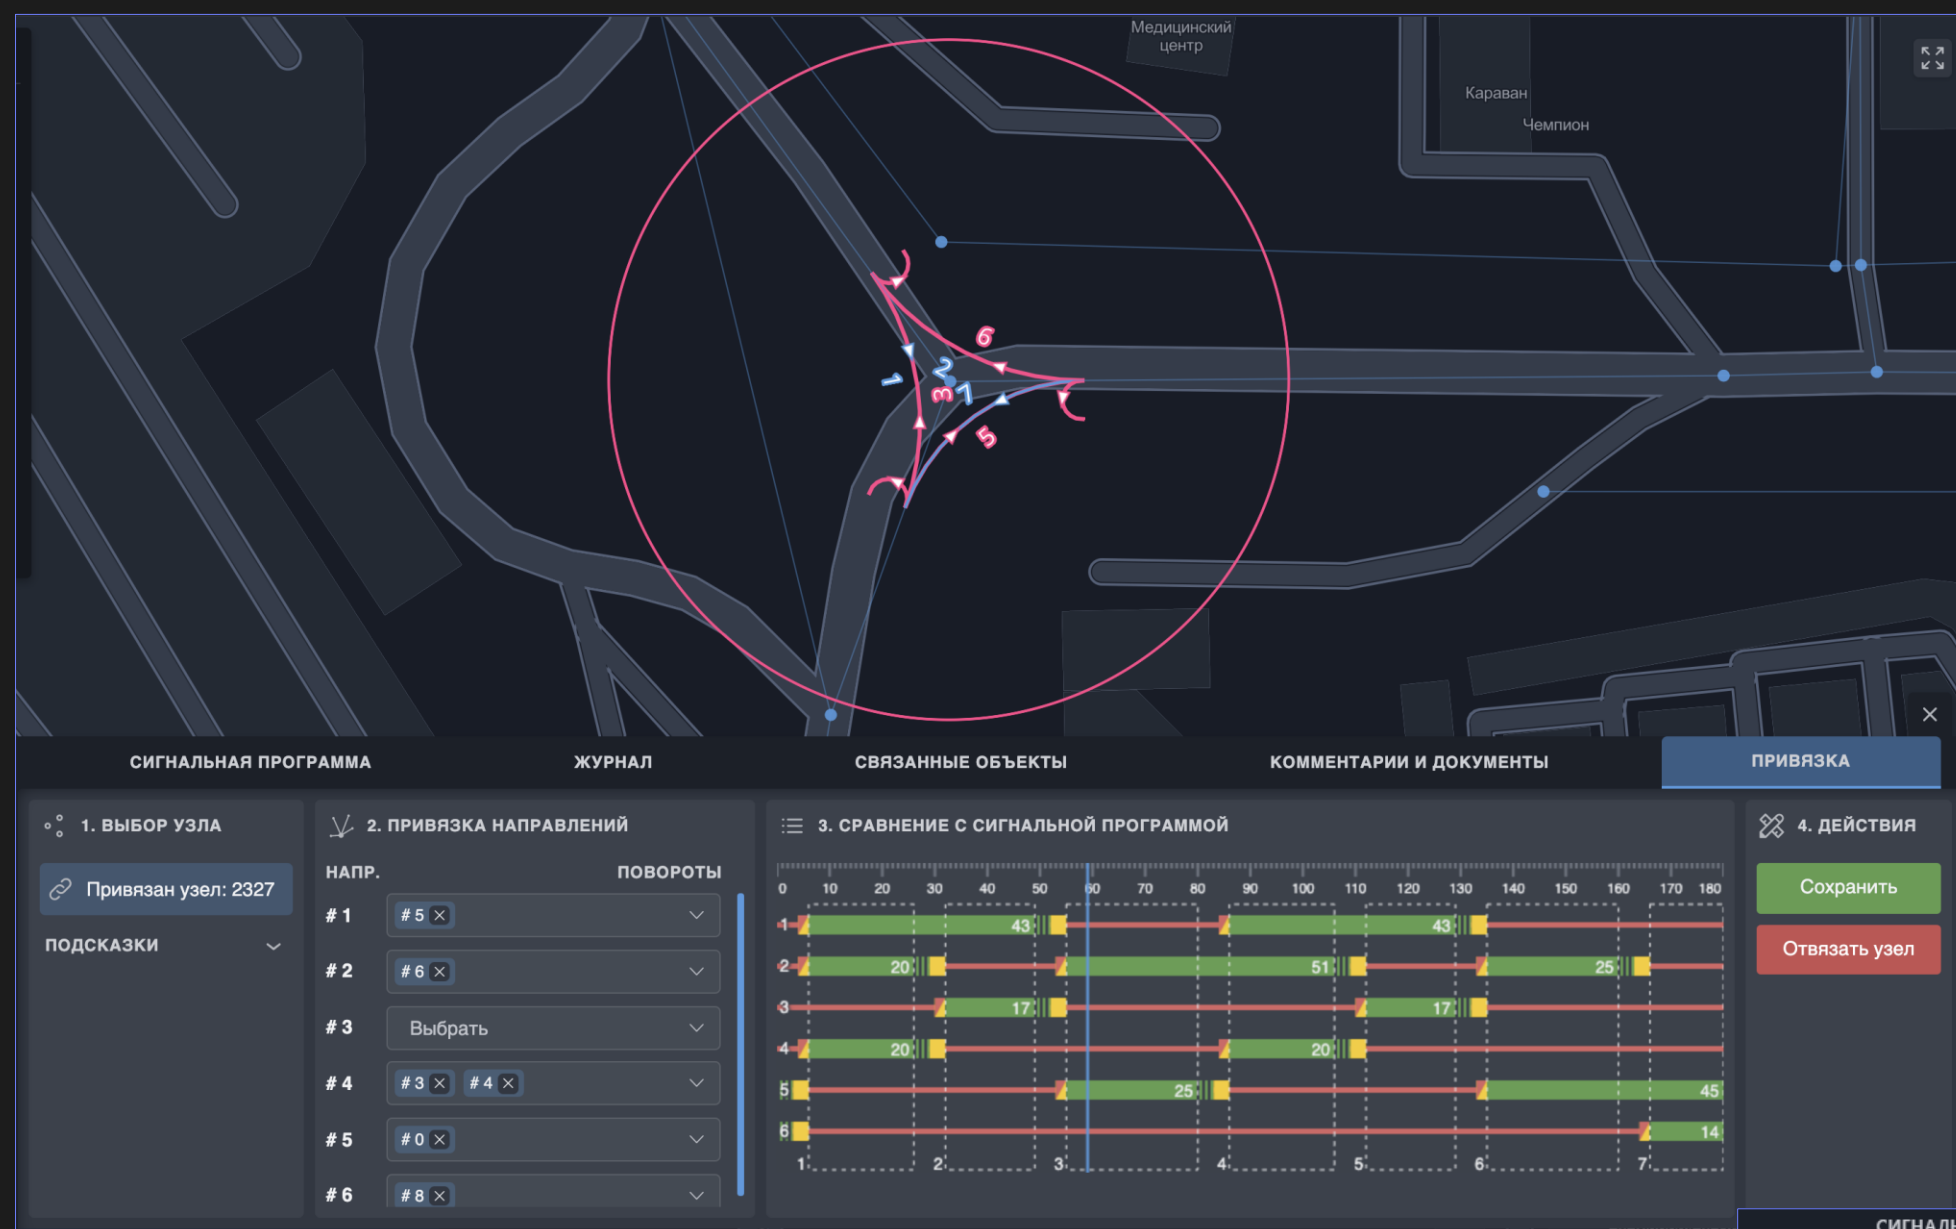 Медицинский
центр
Караван
Чемпион
6
1
2
3
7
5
СИГНАЛЬНАЯ ПРОГРАММА
ЖУРНАЛ
СВЯЗАННЫЕ ОБЪЕКТЫ
КОММЕНТАРИИ И ДОКУМЕНТЫ
ПРИВЯЗКА
1. ВЫБОР УЗЛА
Привязан узел: 2327
ПОДСКАЗКИ
2. ПРИВЯЗКА НАПРАВЛЕНИЙ
НАПР. ПОВОРОТЫ
# 1 # 5
# 2 # 6
# 3 Выбрать
# 4 # 3 # 4
# 5 # 0
# 6 # 8
3. СРАВНЕНИЕ С СИГНАЛЬНОЙ ПРОГРАММОЙ
0 10 20 30 40 50 60 70 80 90 100 110 120 130 140 150 160 170 180
1 43 43
2 20 51 25
3 17 17
4 20 20
5 25 45
6 14
1 2 3 4 5 6 7
4. ДЕЙСТВИЯ
Сохранить
Отвязать узел